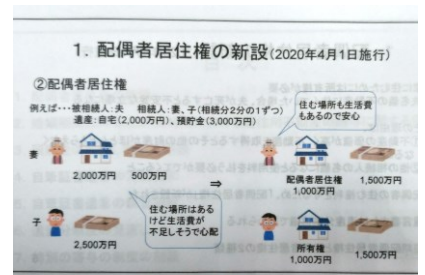 1. 配偶者居住権の新設(2020年4月1日施行)
②配偶者居住権
例えば・・・被相続人:夫　相続人:妻、子(相続分2分の1ずつ)
遺産:自宅(2,000万円)、預貯金(3,000万円)
住む場所も生活費
もあるので安心
妻
2,000万円
500万円
⇒
配偶者居住権
1,000万円
1,500万円
住む場所はある
けど生活費が
不足しそうで心配
子
2,500万円
所有権
1,000万円
1,500万円